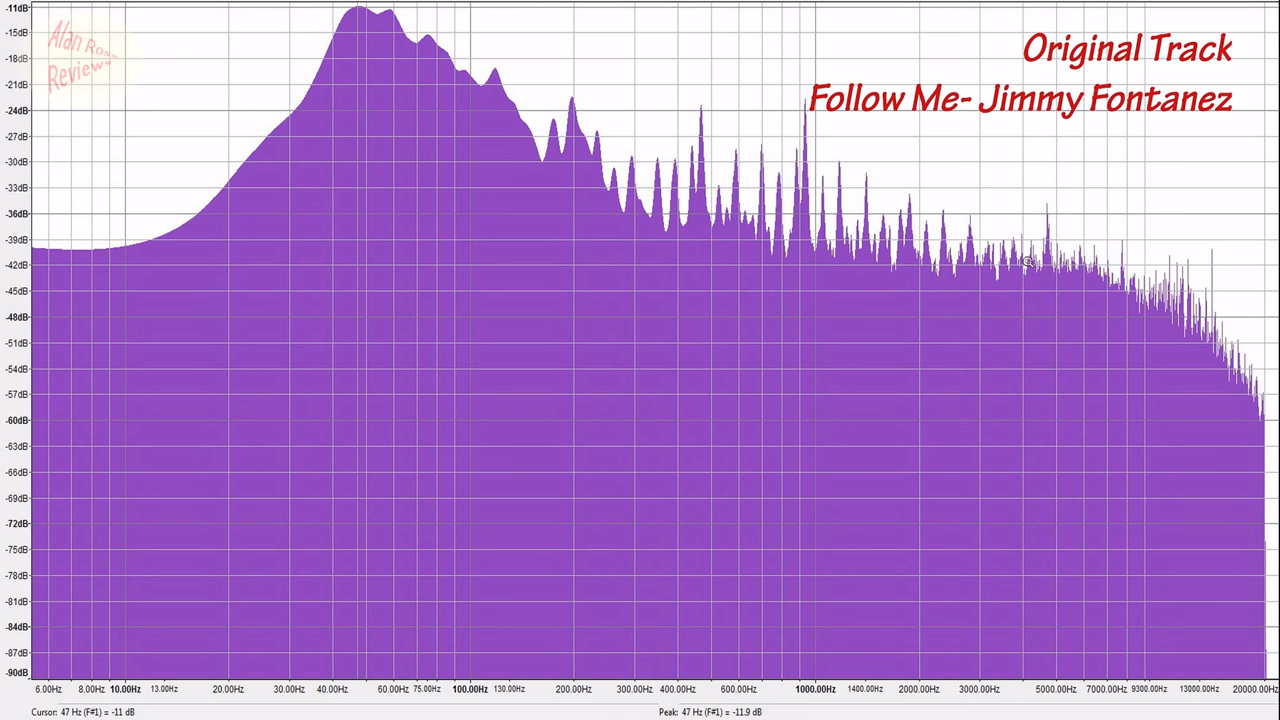 Alan Ross
Reviews
Original Track
Follow Me- Jimmy Fontanez
-11dB
-15dB
-18dB
-21dB
-24dB
-27dB
-30dB
-33dB
-36dB
-39dB
-42dB
-45dB
-48dB
-51dB
-54dB
-57dB
-60dB
-63dB
-66dB
-69dB
-72dB
-75dB
-78dB
-81dB
-84dB
-87dB
-90dB
6.00Hz 8.00Hz 10.00Hz 13.00Hz 20.00Hz 30.00Hz 40.00Hz 60.00Hz 75.00Hz 100.00Hz 130.00Hz 200.00Hz 300.00Hz 400.00Hz 600.00Hz 1000.00Hz 1400.00Hz 2000.00Hz 3000.00Hz 5000.00Hz 7000.00Hz 9300.00Hz 13000.00Hz 20000.00Hz
Cursor: 47 Hz (F#1) = -11 dB Peak: 47 Hz (F#1) = -11.9 dB